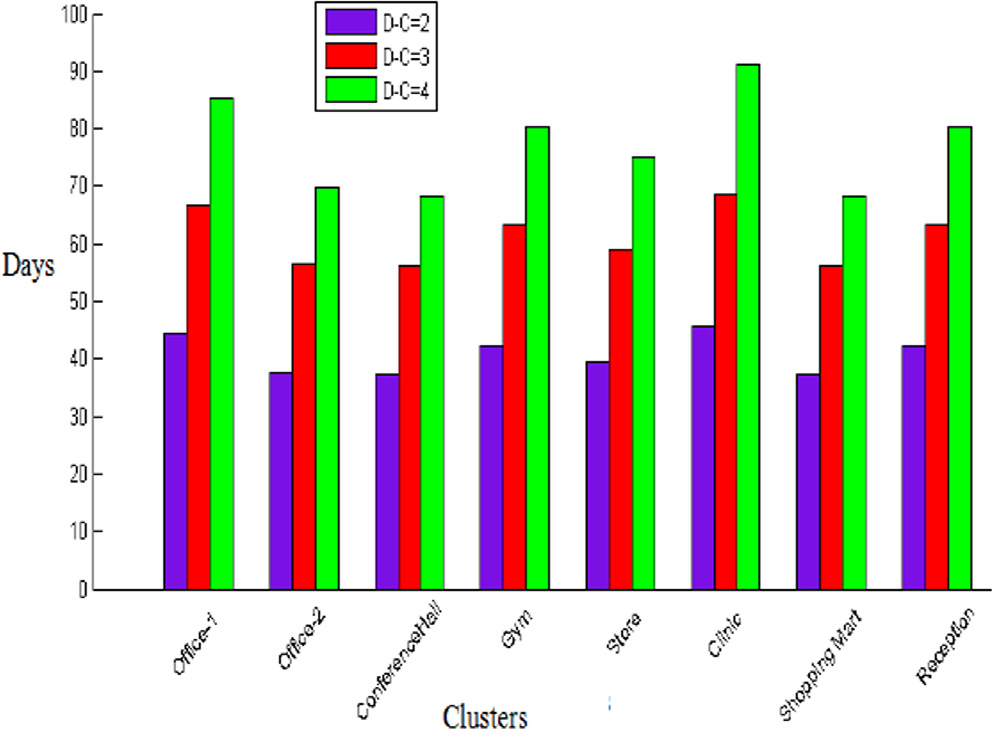 100
90
80
70
60
50
40
30
20
10
0
Days
D-C=2
D-C=3
D-C=4
Office-1
Office-2
ConferenceHall
Gym
Store
Clinic
Shopping Mart
Reception
Clusters